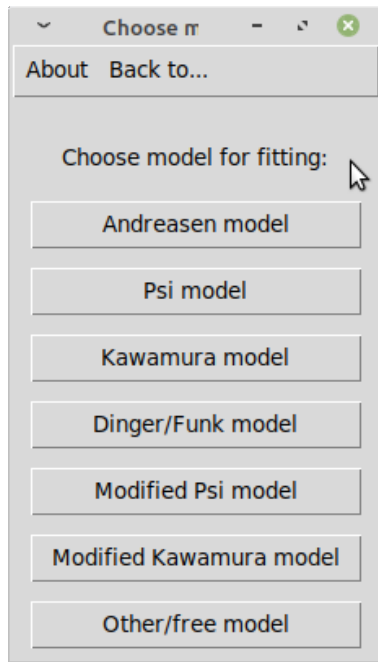 Choose m
About Back to...
Choose model for fitting:
Andreasen model
Psi model
Kawamura model
Dinger/Funk model
Modified Psi model
Modified Kawamura model
Other/free model